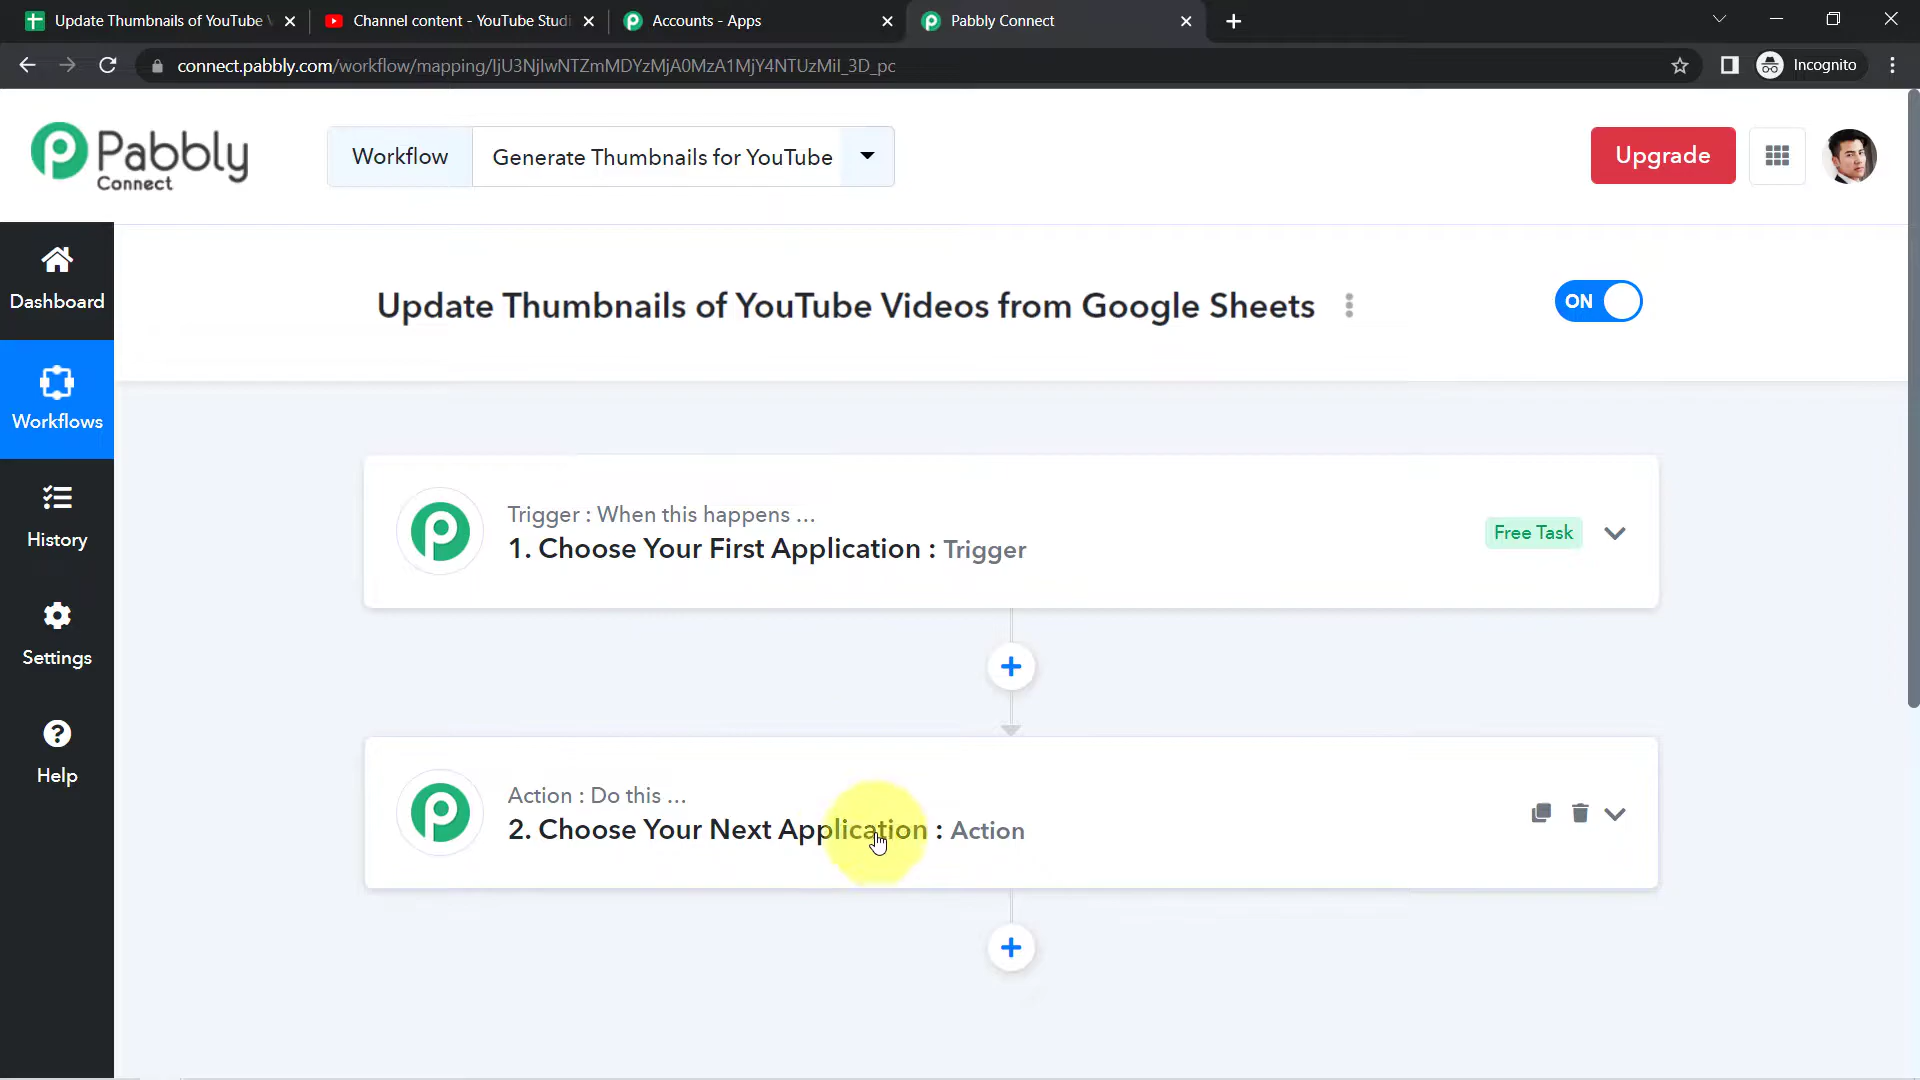 Update Thumbnails of YouTube
Channel content - YouTube Studi
Accounts - Apps
Pabbly Connect
connect.pabbly.com/workflow/mapping/IjU3NjIwNTZmMDYzMjA0MzA1MjY4NTUzMiI_3D_pc
Incognito
Pabbly
Connect
Workflow
Generate Thumbnails for YouTube
Upgrade
Dashboard
Workflows
History
Settings
Help
Update Thumbnails of YouTube Videos from Google Sheets
ON
Trigger : When this happens ...
1. Choose Your First Application : Trigger
Free Task
Action : Do this ...
2. Choose Your Next Application : Action